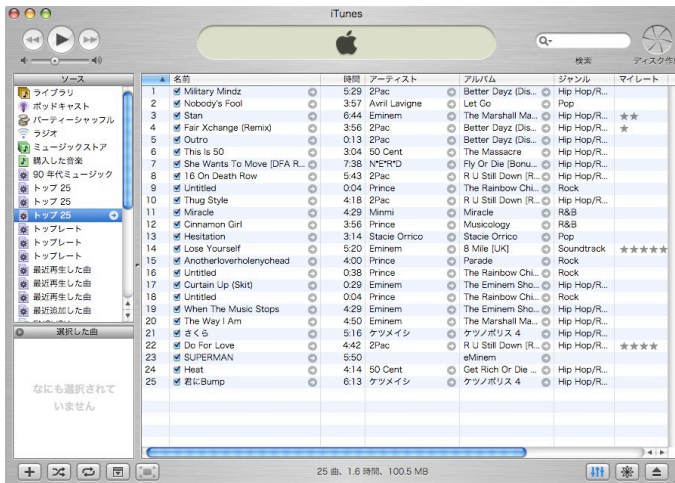 iTunes
Q-
検索
ディスク作
ソース
ライブラリ
ポッドキャスト
パーティーシャッフル
ラジオ
ミュージックストア
購入した音楽
90 年代ミュージック
トップ 25
トップ 25
トップ 25
トップレート
トップレート
トップレート
最近再生した曲
最近再生した曲
最近再生した曲
最近追加した曲
選択した曲
なにも選択されて
いません
名前 時間 アーティスト アルバム ジャンル マイレート
1 Military Mindz 5:29 2Pac Better Dayz (Dis... Hip Hop/R...
2 Nobody's Fool 3:57 Avril Lavigne Let Go Pop
3 Stan 6:44 Eminem The Marshall Ma... Hip Hop/R... ★★
4 Fair Xchange (Remix) 3:56 2Pac Better Dayz (Dis... Hip Hop/R... ★
5 Outro 0:13 2Pac Better Dayz (Dis... Hip Hop/R...
6 This Is 50 3:04 50 Cent The Massacre Hip Hop/R...
7 She Wants To Move [DFA R... 7:38 N*E*R*D Fly Or Die [Bonu... Hip Hop/R...
8 16 On Death Row 5:43 2Pac R U Still Down [R... Hip Hop/R...
9 Untitled 0:04 Prince The Rainbow Chi... Rock
10 Thug Style 4:18 2Pac R U Still Down [R... Hip Hop/R...
11 Miracle 4:29 Minmi Miracle R&B
12 Cinnamon Girl 3:56 Prince Musicology R&B
13 Hesitation 3:14 Stacie Orrico Stacie Orrico Pop
14 Lose Yourself 5:20 Eminem 8 Mile [UK] Soundtrack ★★★★★
15 Anotherloverholenyohead 4:00 Prince Parade Rock
16 Untitled 0:38 Prince The Rainbow Chi... Rock
17 Curtain Up (Skit) 0:29 Eminem The Eminem Sho... Hip Hop/R...
18 Untitled 0:04 Prince The Rainbow Chi... Rock
19 When The Music Stops 4:29 Eminem The Eminem Sho... Hip Hop/R...
20 The Way I Am 4:50 Eminem The Marshall Ma... Hip Hop/R...
21 さくら 5:16 ケツメイシ ケツノポリス 4 Hip Hop/R...
22 Do For Love 4:42 2Pac R U Still Down [R... Hip Hop/R... ★★★★
23 SUPERMAN 5:50 eMinem
24 Heat 4:14 50 Cent Get Rich Or Die ... Hip Hop/R...
25 君にBump 6:13 ケツメイシ ケツノポリス 4 Hip Hop/R...
25 曲、1.6 時間、100.5 MB